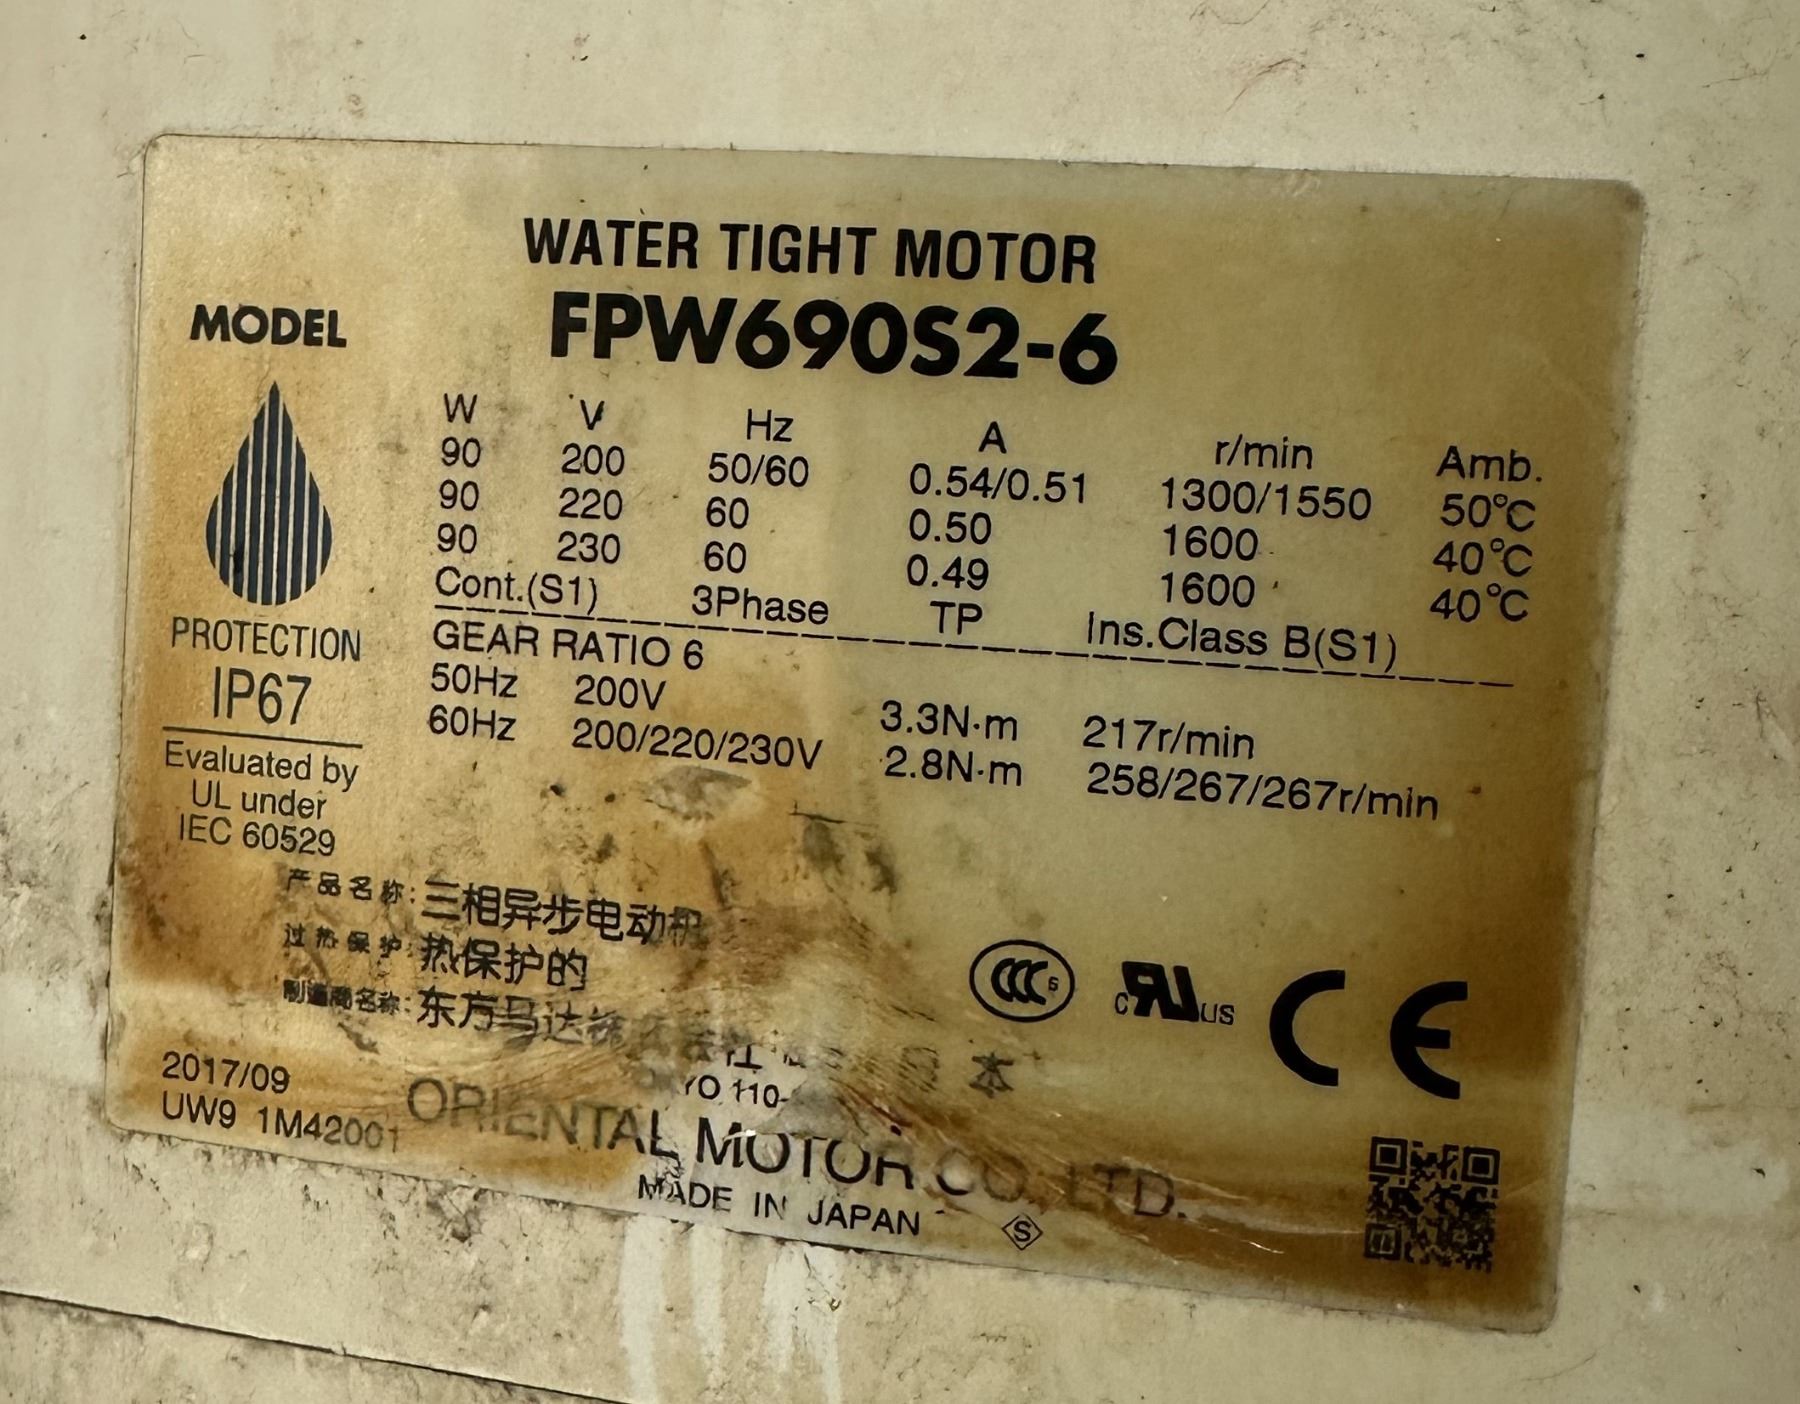 WATER TIGHT MOTOR
MODEL FPW690S2-6
W V Hz A r/min Amb.
90 200 50/60 0.54/0.51 1300/1550 50°C
90 220 60 0.50 1600 40°C
90 230 60 0.49 1600 40°C
Cont.(S1) 3Phase TP Ins.Class B(S1)
GEAR RATIO 6
50Hz 200V 3.3N·m 217r/min
60Hz 200/220/230V 2.8N·m 258/267/267r/min
PROTECTION
IP67
Evaluated by
UL under
IEC 60529
产品名称: 三相异步电动机
过热保护: 热保护的
制造商名称: 东方马达
CCC S c RU US CE
2017/09
UW9 1M42001
ORIENTAL MOTOR CO., LTD.
MADE IN JAPAN S